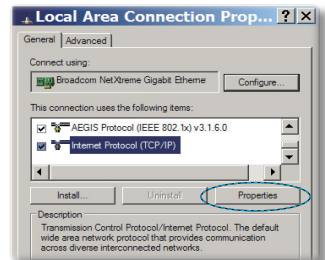 Local Area Connection Prop... ? X
General Advanced
Connect using:
Broadcom NetXtreme Gigabit Etherne Configure...
This connection uses the following items:
AEGIS Protocol (IEEE 802.1x) v3.1.6.0
Internet Protocol (TCP/IP)
Install... Uninstall Properties
Description
Transmission Control Protocol/Internet Protocol. The default
wide area network protocol that provides communication
across diverse interconnected networks.